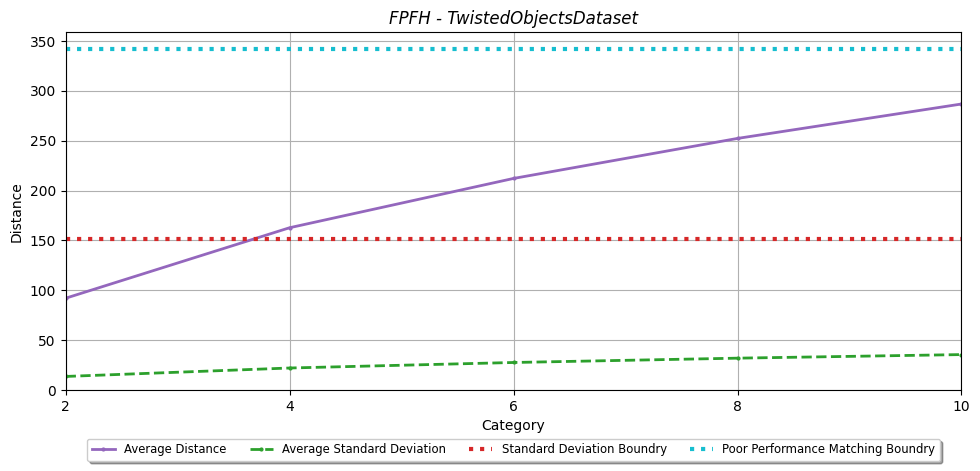 FPFH - TwistedObjectsDataset
350
300
250
200
150
100
50
0
Distance
2 4 6 8 10
Category
Average Distance Average Standard Deviation Standard Deviation Boundry Poor Performance Matching Boundry